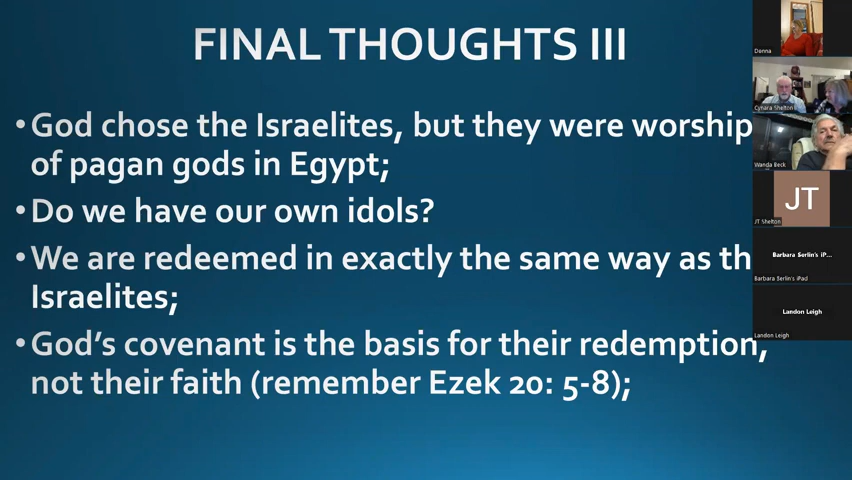 FINAL THOUGHTS III
•God chose the Israelites, but they were worship
of pagan gods in Egypt;
•Do we have our own idols?
•We are redeemed in exactly the same way as th
Israelites;
•God's covenant is the basis for their redemption,
not their faith (remember Ezek 20: 5-8);
Donna
Cynara Shelton
Wanda Beck
JT
JT Shelton
Barbara Serlin's iP...
Barbara Serlin's iPad
Landon Leigh
Landon Leigh